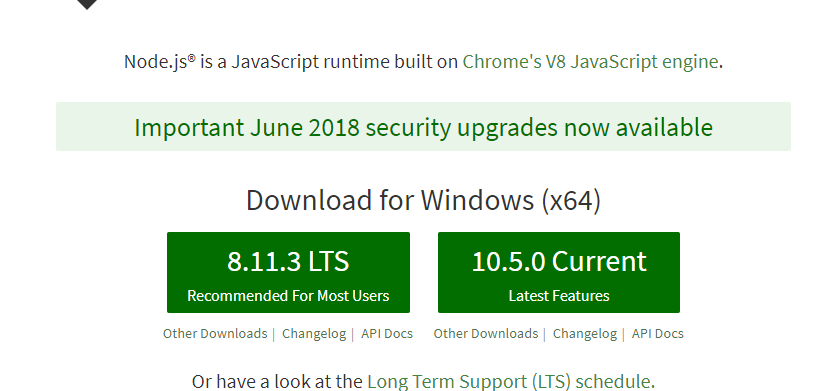 Node.js® is a JavaScript runtime built on Chrome's V8 JavaScript engine.
Important June 2018 security upgrades now available
Download for Windows (x64)
8.11.3 LTS
Recommended For Most Users
10.5.0 Current
Latest Features
Other Downloads | Changelog | API Docs
Other Downloads | Changelog | API Docs
Or have a look at the Long Term Support (LTS) schedule.